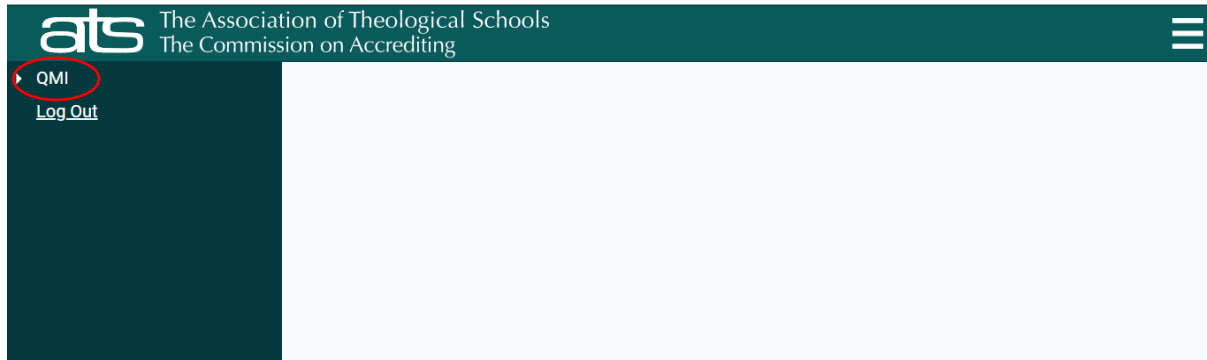 ats
The Association of Theological Schools
The Commission on Accrediting
QMI
Log Out